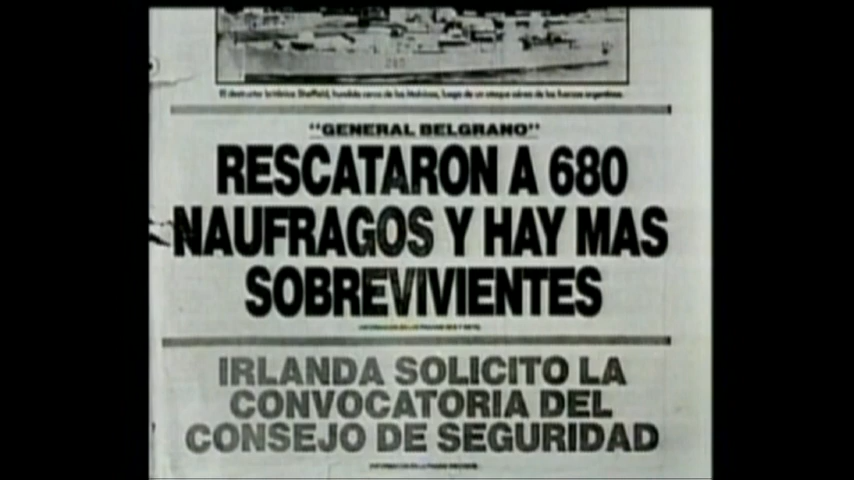 El destructor británico Sheffield, hundido cerca de las Malvinas, luego de un ataque aéreo de las fuerzas argentinas.
"GENERAL BELGRANO"
RESCATARON A 680
NAUFRAGOS Y HAY MAS
SOBREVIVIENTES
IRLANDA SOLICITO LA
CONVOCATORIA DEL
CONSEJO DE SEGURIDAD